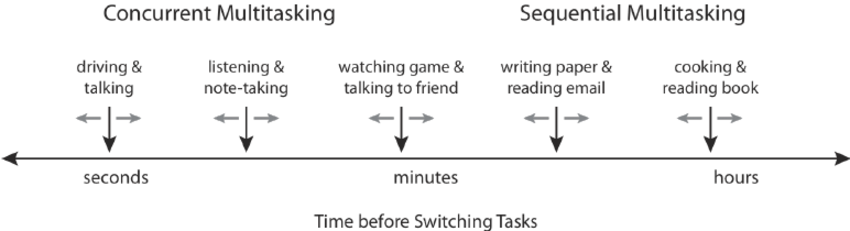 Concurrent Multitasking
Sequential Multitasking
driving &
talking
listening &
note-taking
watching game &
talking to friend
writing paper &
reading email
cooking &
reading book
seconds
minutes
hours
Time before Switching Tasks